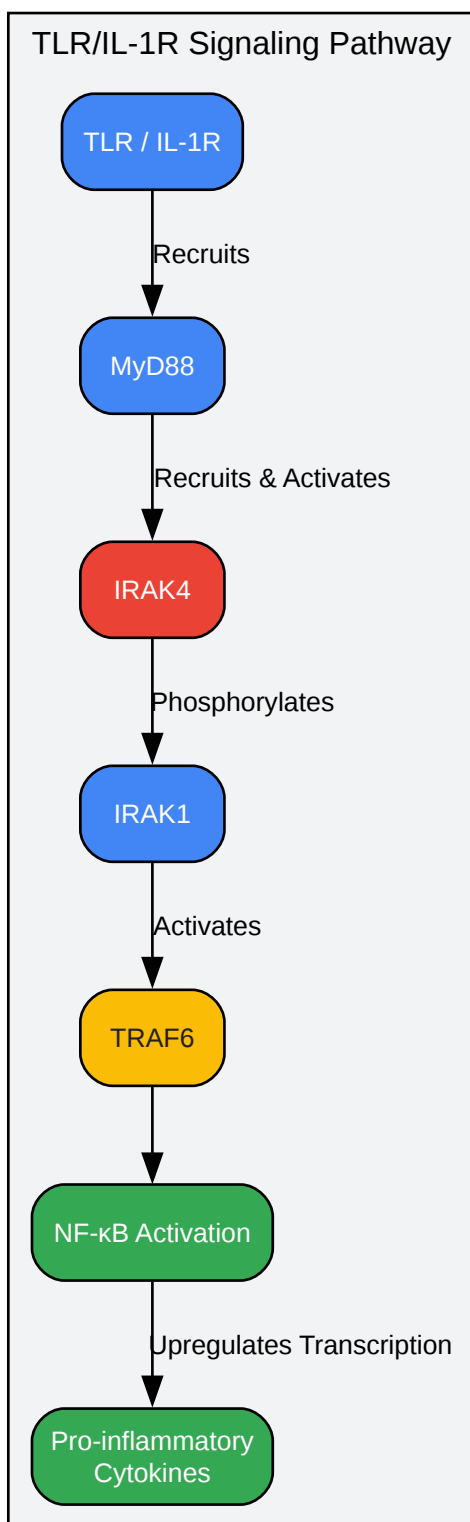 TLR/IL-1R Signaling Pathway
TLR / IL-1R
Recruits
MyD88
Recruits & Activates
IRAK4
Phosphorylates
IRAK1
Activates
TRAF6
NF-κB Activation
Upregulates Transcription
Pro-inflammatory
Cytokines